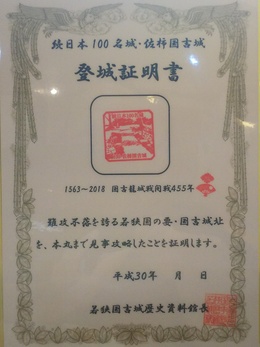 続日本100名城・佐柿国吉城
登城証明書
1563～2018 国吉籠城戦開戦455年
難攻不落を誇る若狭国の要・国吉城址
を、本丸まで見事攻略したことを証明します。
平成30年 月 日
若狭国吉城歴史資料館長